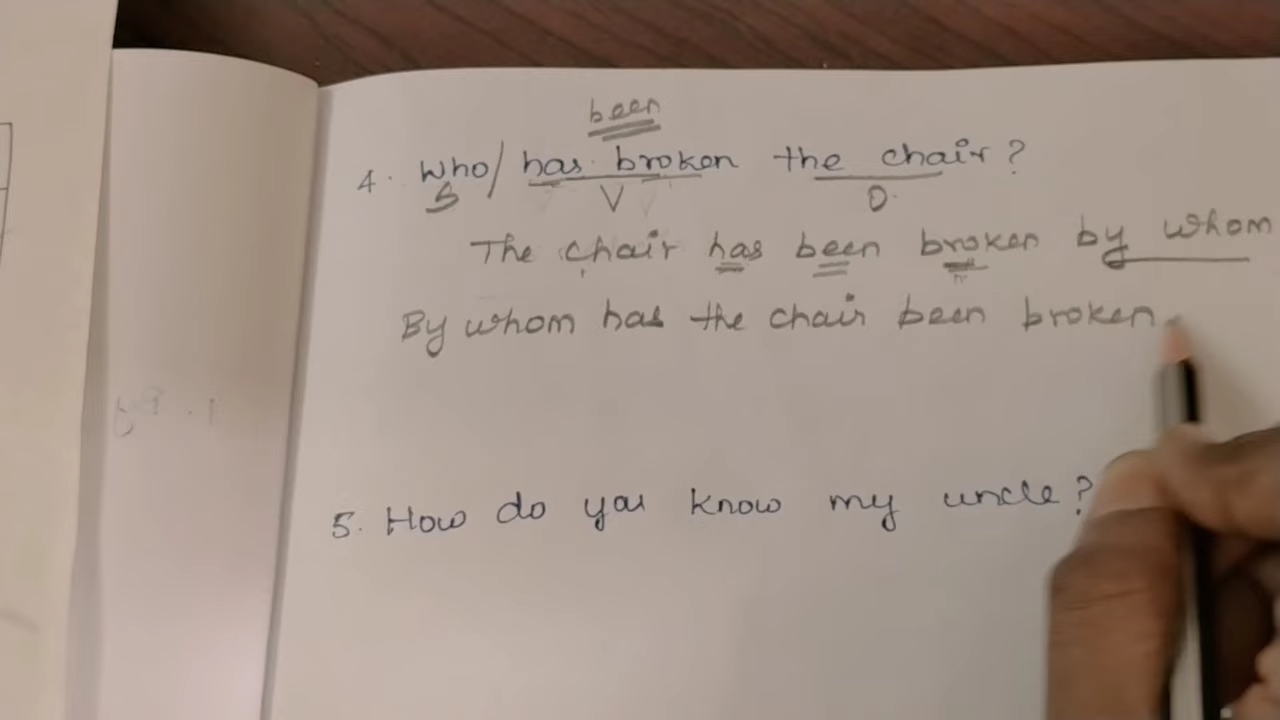 been
4. Who/ has broken the chair?
S V O.
The chair has been broken by whom
By whom has the chair been broken.
5. How do you know my uncle?